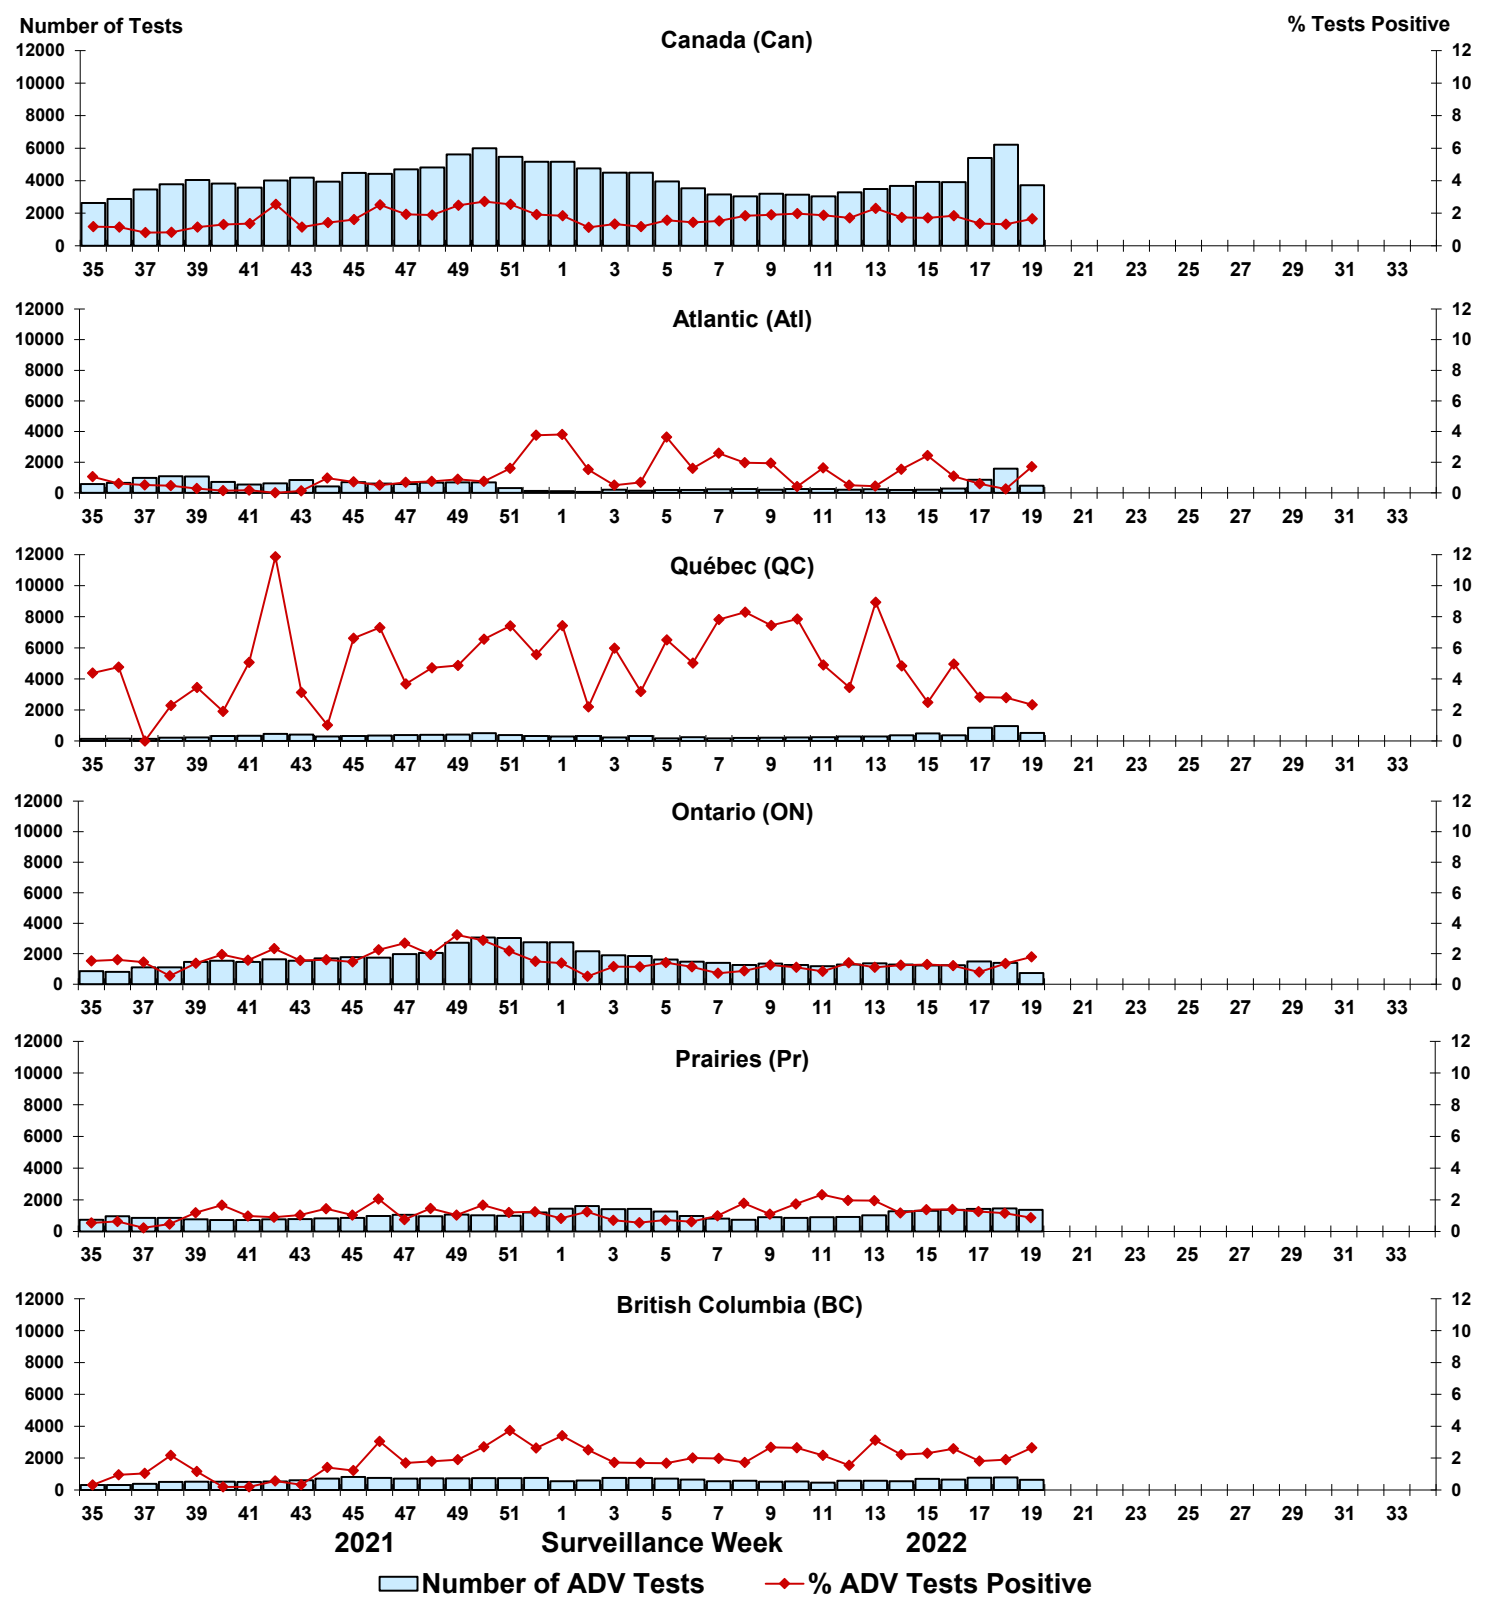 Number of Tests % Tests Positive
Canada (Can)
12000 12
10000 10
8000 8
6000 6
4000 4
2000 2
0 0
35 37 39 41 43 45 47 49 51 1 3 5 7 9 11 13 15 17 19 21 23 25 27 29 31 33
Atlantic (Atl)
12000 12
10000 10
8000 8
6000 6
4000 4
2000 2
0 0
35 37 39 41 43 45 47 49 51 1 3 5 7 9 11 13 15 17 19 21 23 25 27 29 31 33
Québec (QC)
12000 12
10000 10
8000 8
6000 6
4000 4
2000 2
0 0
35 37 39 41 43 45 47 49 51 1 3 5 7 9 11 13 15 17 19 21 23 25 27 29 31 33
Ontario (ON)
12000 12
10000 10
8000 8
6000 6
4000 4
2000 2
0 0
35 37 39 41 43 45 47 49 51 1 3 5 7 9 11 13 15 17 19 21 23 25 27 29 31 33
Prairies (Pr)
12000 12
10000 10
8000 8
6000 6
4000 4
2000 2
0 0
35 37 39 41 43 45 47 49 51 1 3 5 7 9 11 13 15 17 19 21 23 25 27 29 31 33
British Columbia (BC)
12000 12
10000 10
8000 8
6000 6
4000 4
2000 2
0 0
35 37 39 41 43 45 47 49 51 1 3 5 7 9 11 13 15 17 19 21 23 25 27 29 31 33
2021 Surveillance Week 2022
Number of ADV Tests % ADV Tests Positive